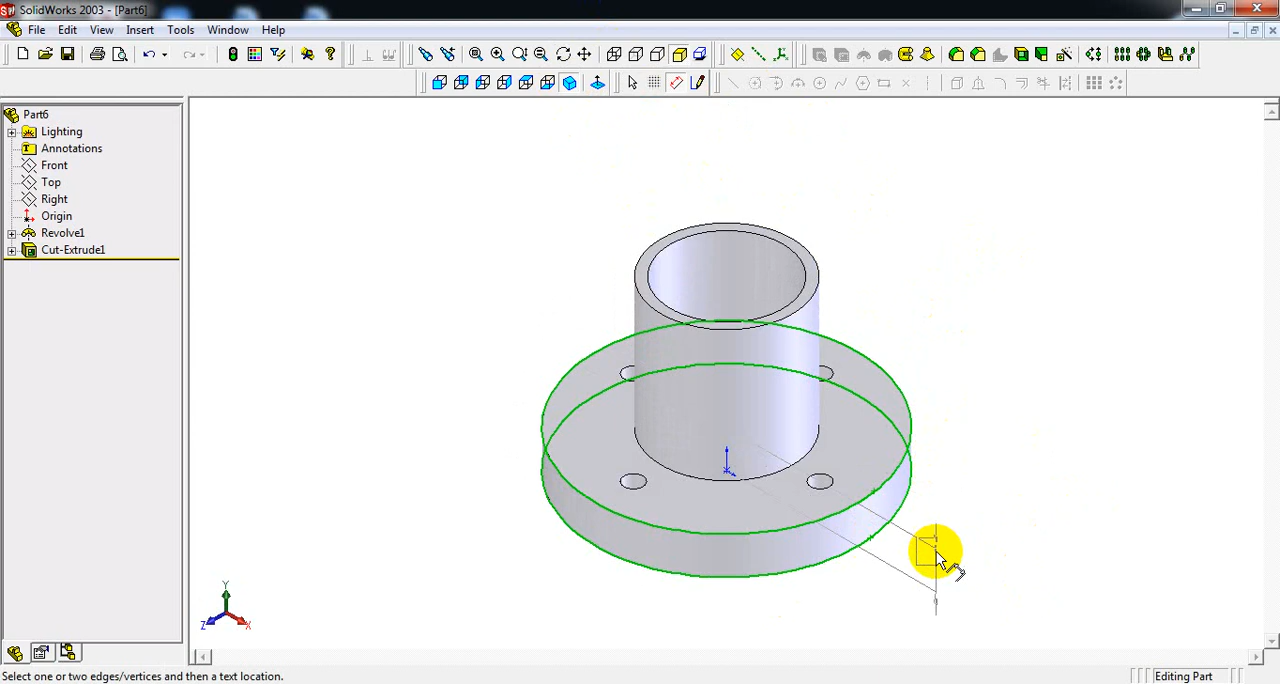 SolidWorks 2003 - [Part6]
File Edit View Insert Tools Window Help
Part6
Lighting
Annotations
Front
Top
Right
Origin
Revolve1
Cut-Extrude1
Y
Z
X
Select one or two edges/vertices and then a text location.
Editing Part